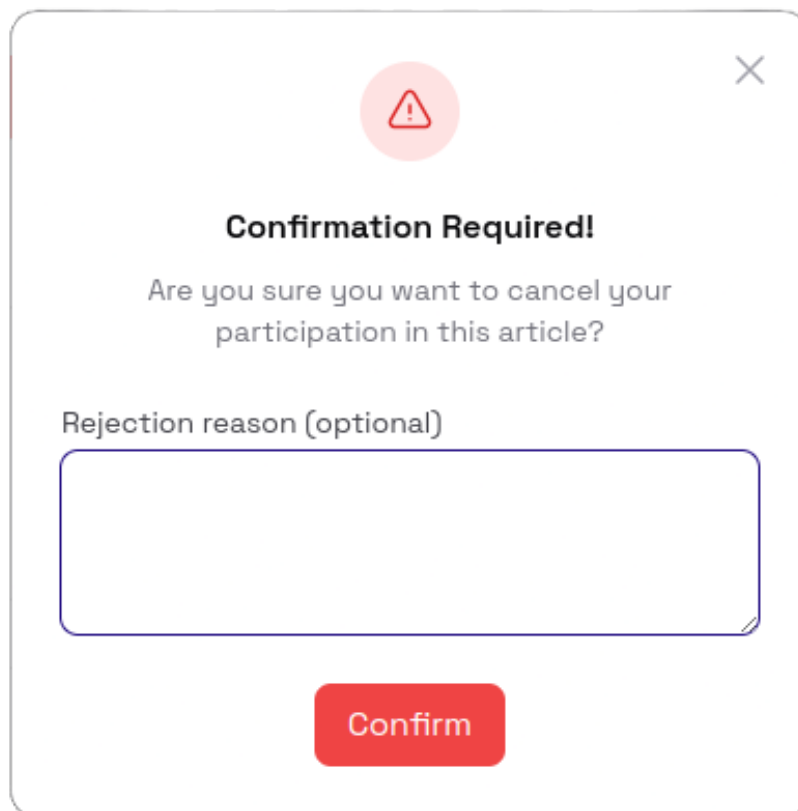 Confirmation Required!
Are you sure you want to cancel your
participation in this article?
Rejection reason (optional)
Confirm